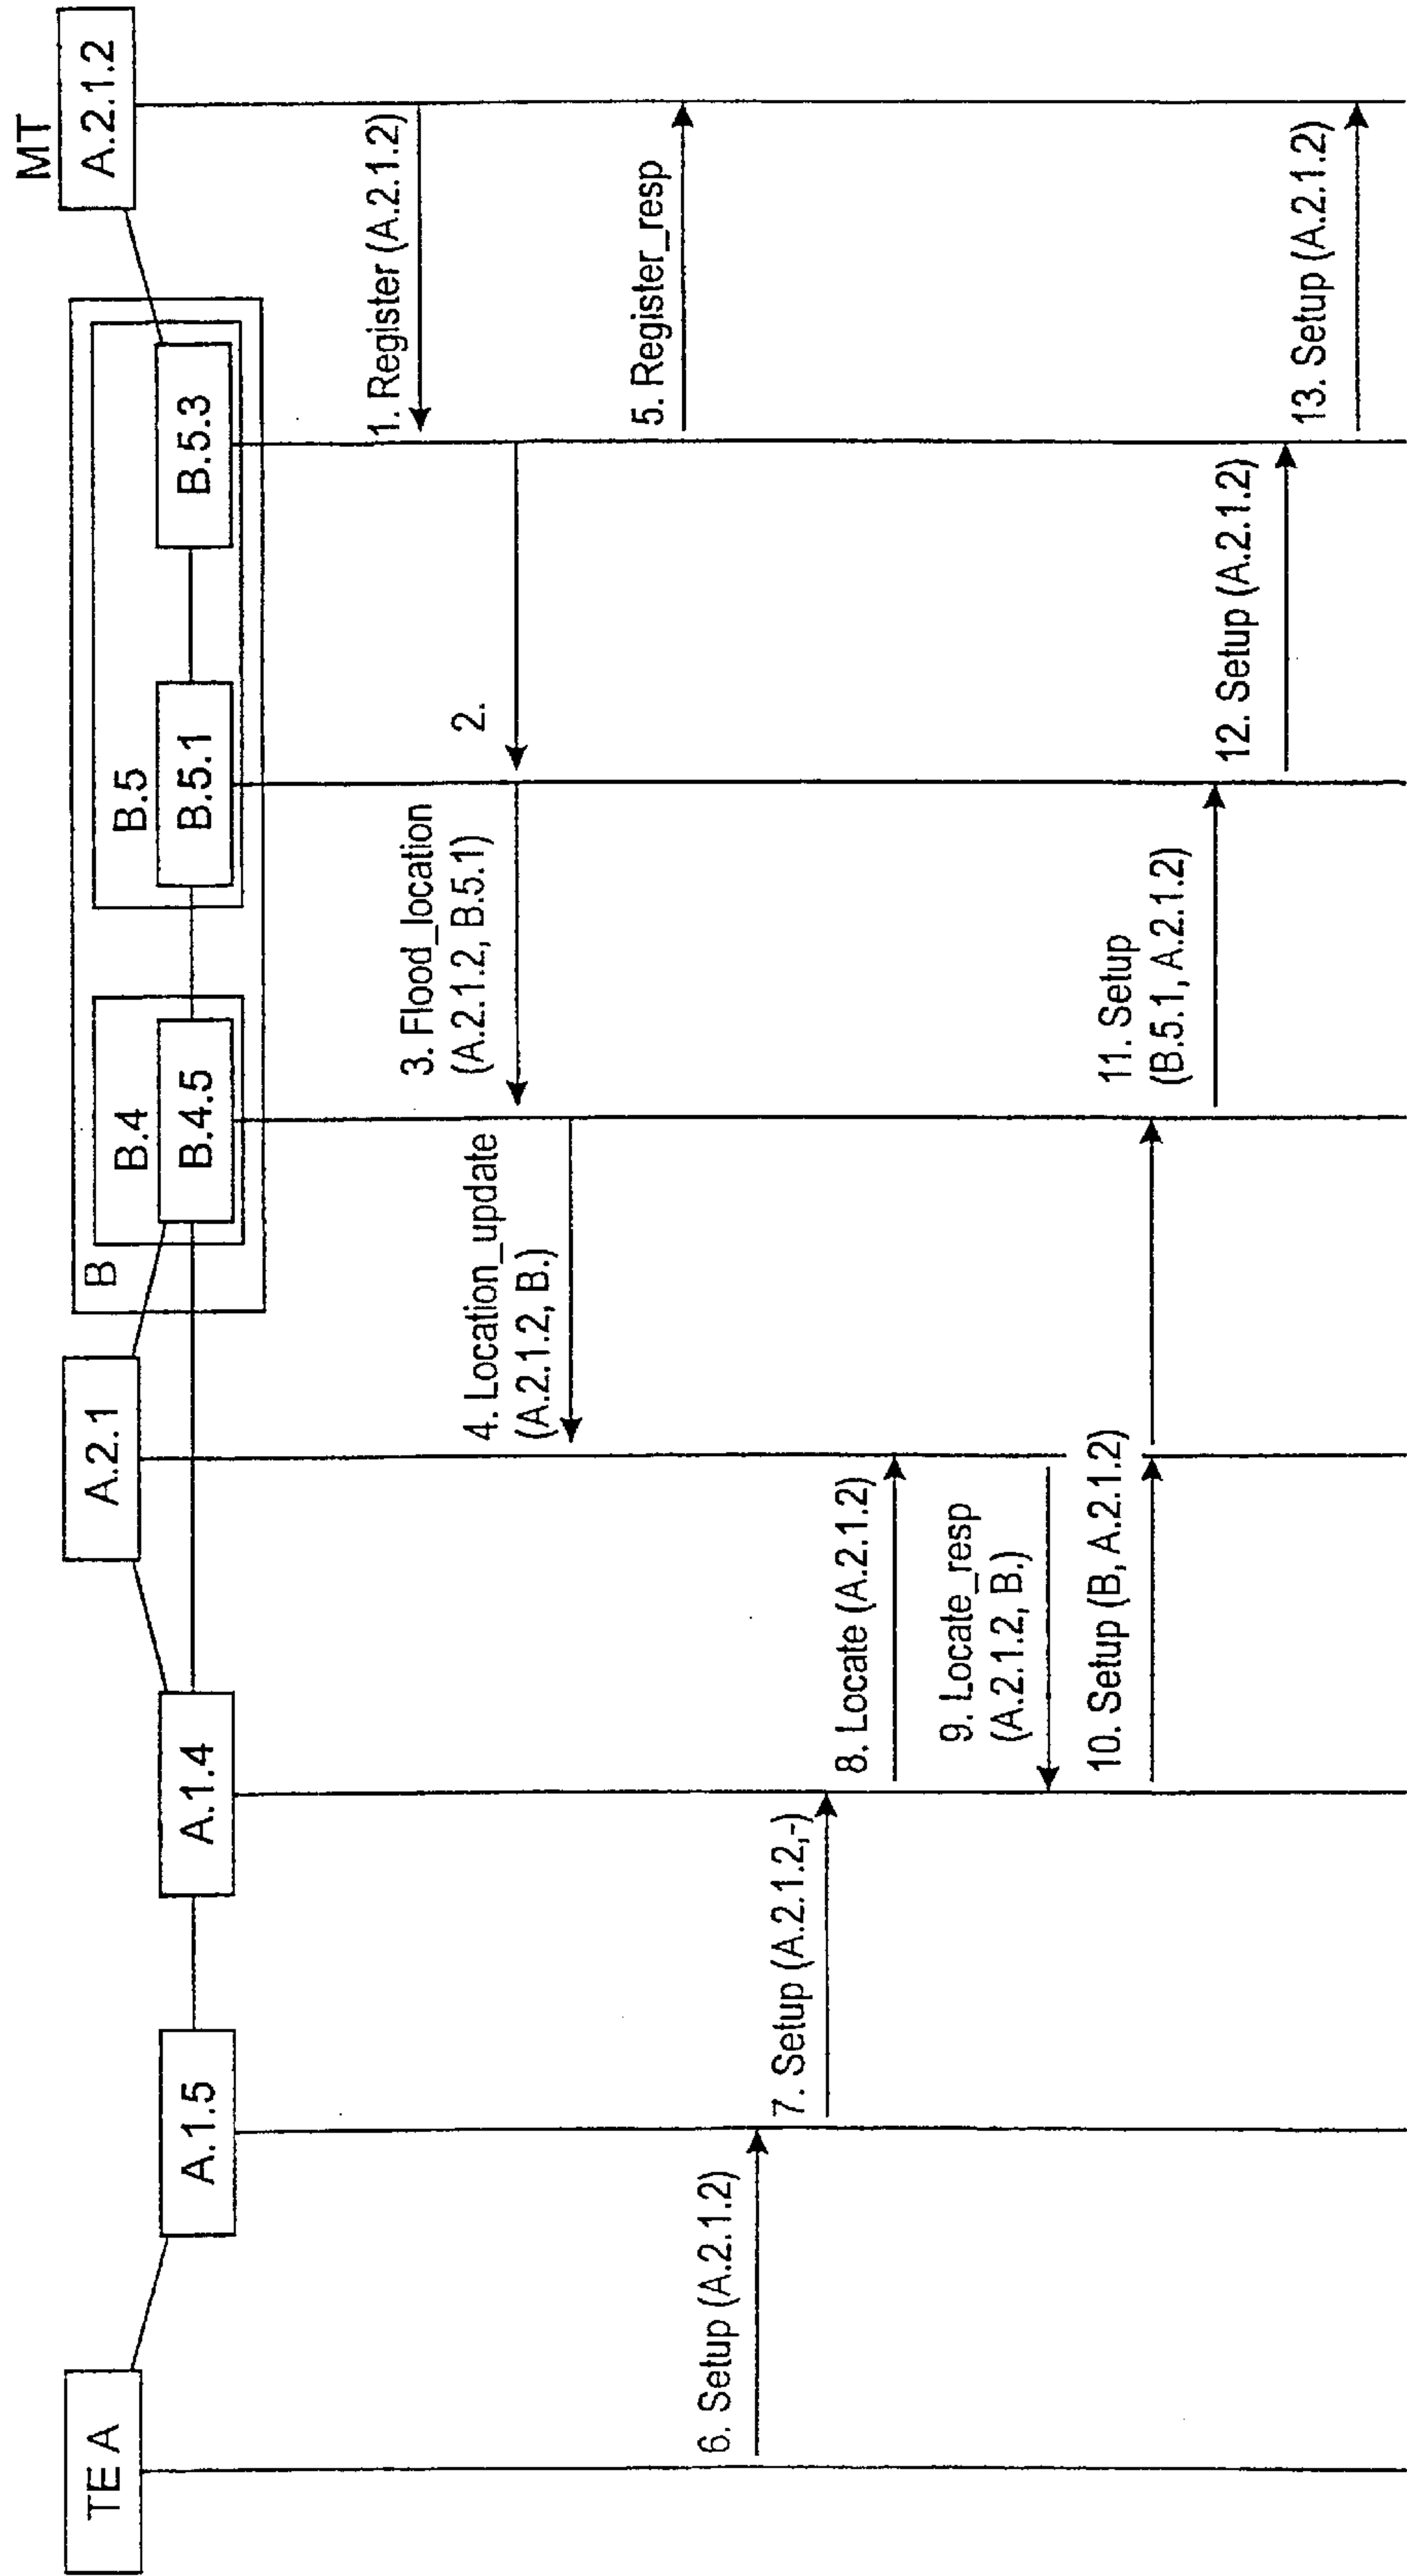 MT
TE A
A.1.5
A.1.4
A.2.1
B
B.4
B.4.5
B.5
B.5.1
B.5.3
A.2.1.2
1. Register (A.2.1.2)
2.
3. Flood_location
(A.2.1.2, B.5.1)
4. Location_update
(A.2.1.2, B.)
5. Register_resp
6. Setup (A.2.1.2)
7. Setup (A.2.1.2,-)
8. Locate (A.2.1.2)
9. Locate_resp
(A.2.1.2, B.)
10. Setup (B, A.2.1.2)
11. Setup
(B.5.1, A.2.1.2)
12. Setup (A.2.1.2)
13. Setup (A.2.1.2)